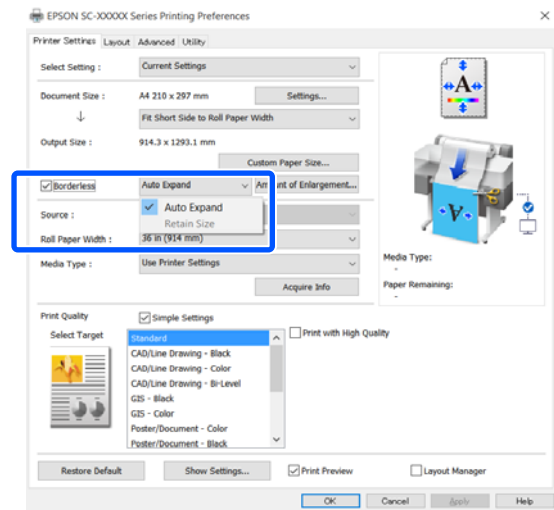 EPSON SC-XXXXX Series Printing Preferences
Printer Settings Layout Advanced Utility
Select Setting : Current Settings
Document Size : A4 210 x 297 mm Settings...
Fit Short Side to Roll Paper Width
Output Size : 914.3 x 1293.1 mm
Custom Paper Size...
Borderless Auto Expand Amount of Enlargement...
Auto Expand
Source :
Retain Size
Roll Paper Width : 36 in (914 mm)
Media Type : Use Printer Settings
Acquire Info
A
Media Type:
-
Paper Remaining:
-
Print Quality Simple Settings
Select Target
Standard
CAD/Line Drawing - Black
CAD/Line Drawing - Color
CAD/Line Drawing - Bi-Level
GIS - Black
GIS - Color
Poster/Document - Color
Poster/Document - Black
Print with High Quality
Restore Default Show Settings... Print Preview Layout Manager
OK Cancel Apply Help